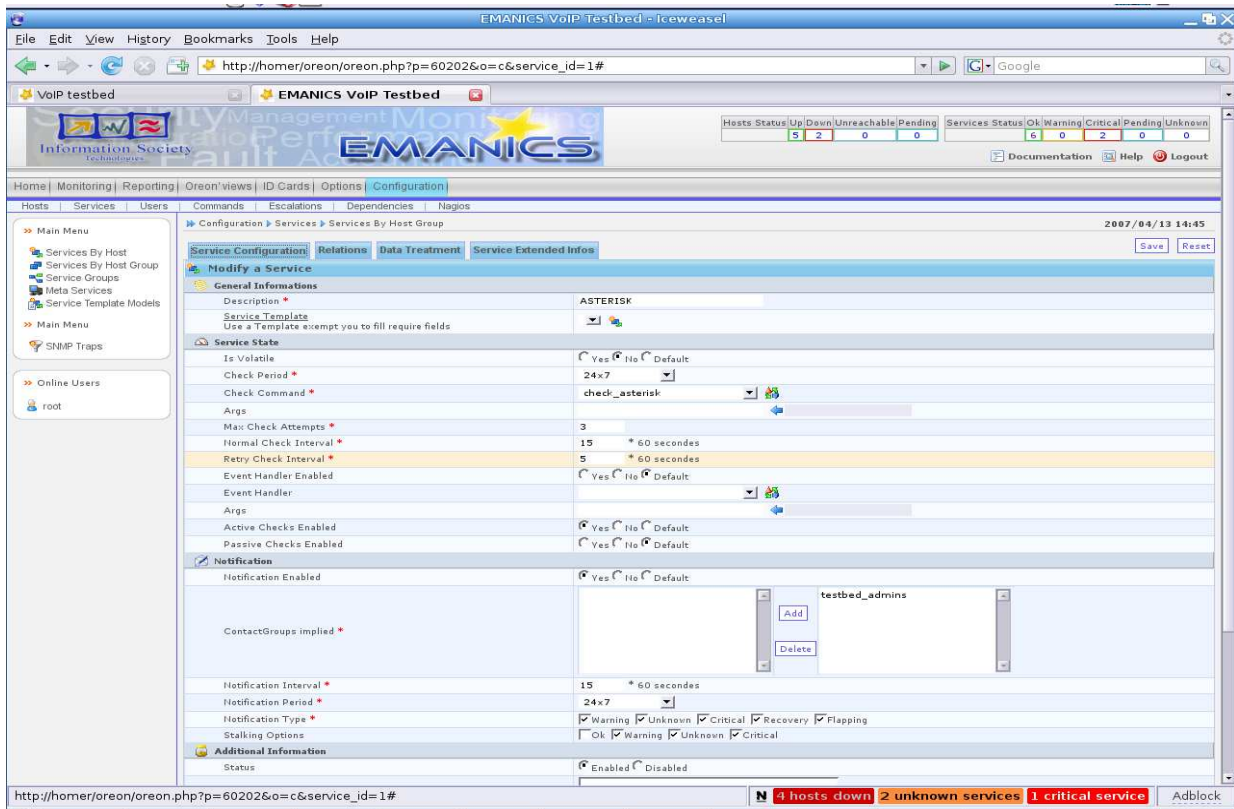 EMANICS VoIP Testbed - Iceweasel
File Edit View History Bookmarks Tools Help
http://homer/oreon/oreon.php?p=60202&o=c&service_id=1#
G Google
VoIP testbed
EMANICS VoIP Testbed
Information Society
Technologies
Management
EMANICS
Hosts Status Up Down Unreachable Pending
5 2 0 0
Services Status Ok Warning Critical Pending Unknown
6 0 2 0 0
Documentation Help Logout
Home | Monitoring | Reporting | Oreon'views | ID Cards | Options | Configuration
Hosts | Services | Users | Commands | Escalations | Dependencies | Nagios
Main Menu
Services By Host
Services By Host Group
Service Groups
Meta Services
Service Template Models
Main Menu
SNMP Traps
Online Users
root
Configuration Services Services By Host Group
2007/04/13 14:45
Service Configuration Relations Data Treatment Service Extended Infos
Save Reset
Modify a Service
General Informations
Description * ASTERISK
Service Template
Use a Template exempt you to fill require fields
Service State
Is Volatile Yes No Default
Check Period * 24x7
Check Command * check_asterisk
Args
Max Check Attempts * 3
Normal Check Interval * 15 * 60 secondes
Retry Check Interval * 5 * 60 secondes
Event Handler Enabled Yes No Default
Event Handler
Args
Active Checks Enabled Yes No Default
Passive Checks Enabled Yes No Default
Notification
Notification Enabled Yes No Default
ContactGroups implied * Add Delete testbed_admins
Notification Interval * 15 * 60 secondes
Notification Period * 24x7
Notification Type * Warning Unknown Critical Recovery Flapping
Stalking Options Ok Warning Unknown Critical
Additional Information
Status Enabled Disabled
http://homer/oreon/oreon.php?p=60202&o=c&service_id=1#
N 4 hosts down 2 unknown services 1 critical service Adblock